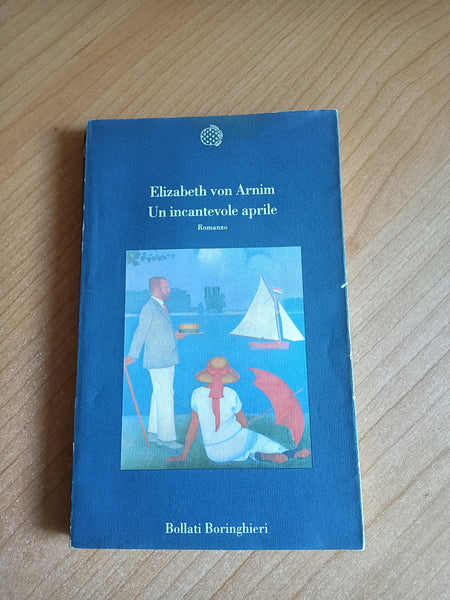 Elizabeth von Arnim
Un incantevole aprile
Romanzo
Bollati Boringhieri